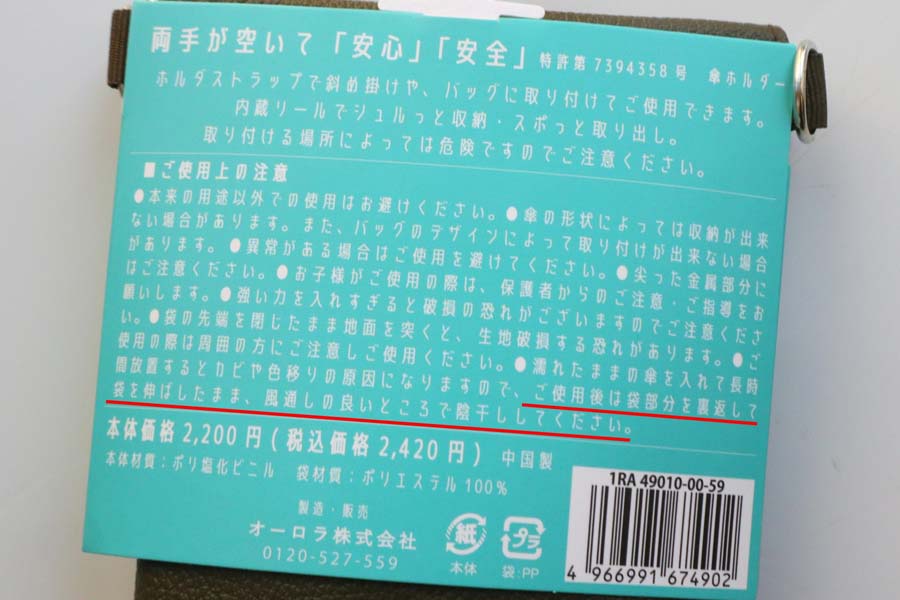 両手が空いて「安心」「安全」 特許第7394358号 傘ホルダー
ホルダストラップで斜め掛けや、バッグに取り付けてご使用できます。
内蔵リールでシュルっと収納・スポっと取り出し。
取り付ける場所によっては危険ですのでご注意ください。
■ご使用上の注意
●本来の用途以外での使用はお避けください。●傘の形状によっては収納が出来
ない場合があります。また、バッグのデザインによって取り付けが出来ない場合
があります。●異常がある場合はご使用を避けてください。●尖った金属部分に
はご注意ください。●お子様がご使用の際は、保護者からのご注意・ご指導をお
願いします。●強い力を入れすぎると破損の恐れがございますのでご注意くださ
い。●袋の先端を閉じたまま地面を突くと、生地破損する恐れがあります。●ご
使用の際は周囲の方にご注意しご使用ください。●濡れたままの傘を入れて長時
間放置するとカビや色移りの原因になりますので、ご使用後は袋部分を裏返して
袋を伸ばしたまま、風通しの良いところで陰干ししてください。
本体価格2,200円(税込価格2,420円) 中国製
本体材質:ポリ塩化ビニル 袋材質:ポリエステル100%
製造・販売
オーロラ株式会社
0120-527-559
紙
本体
プラ
袋:PP
1RA 49010-00-59
4 966991 674902